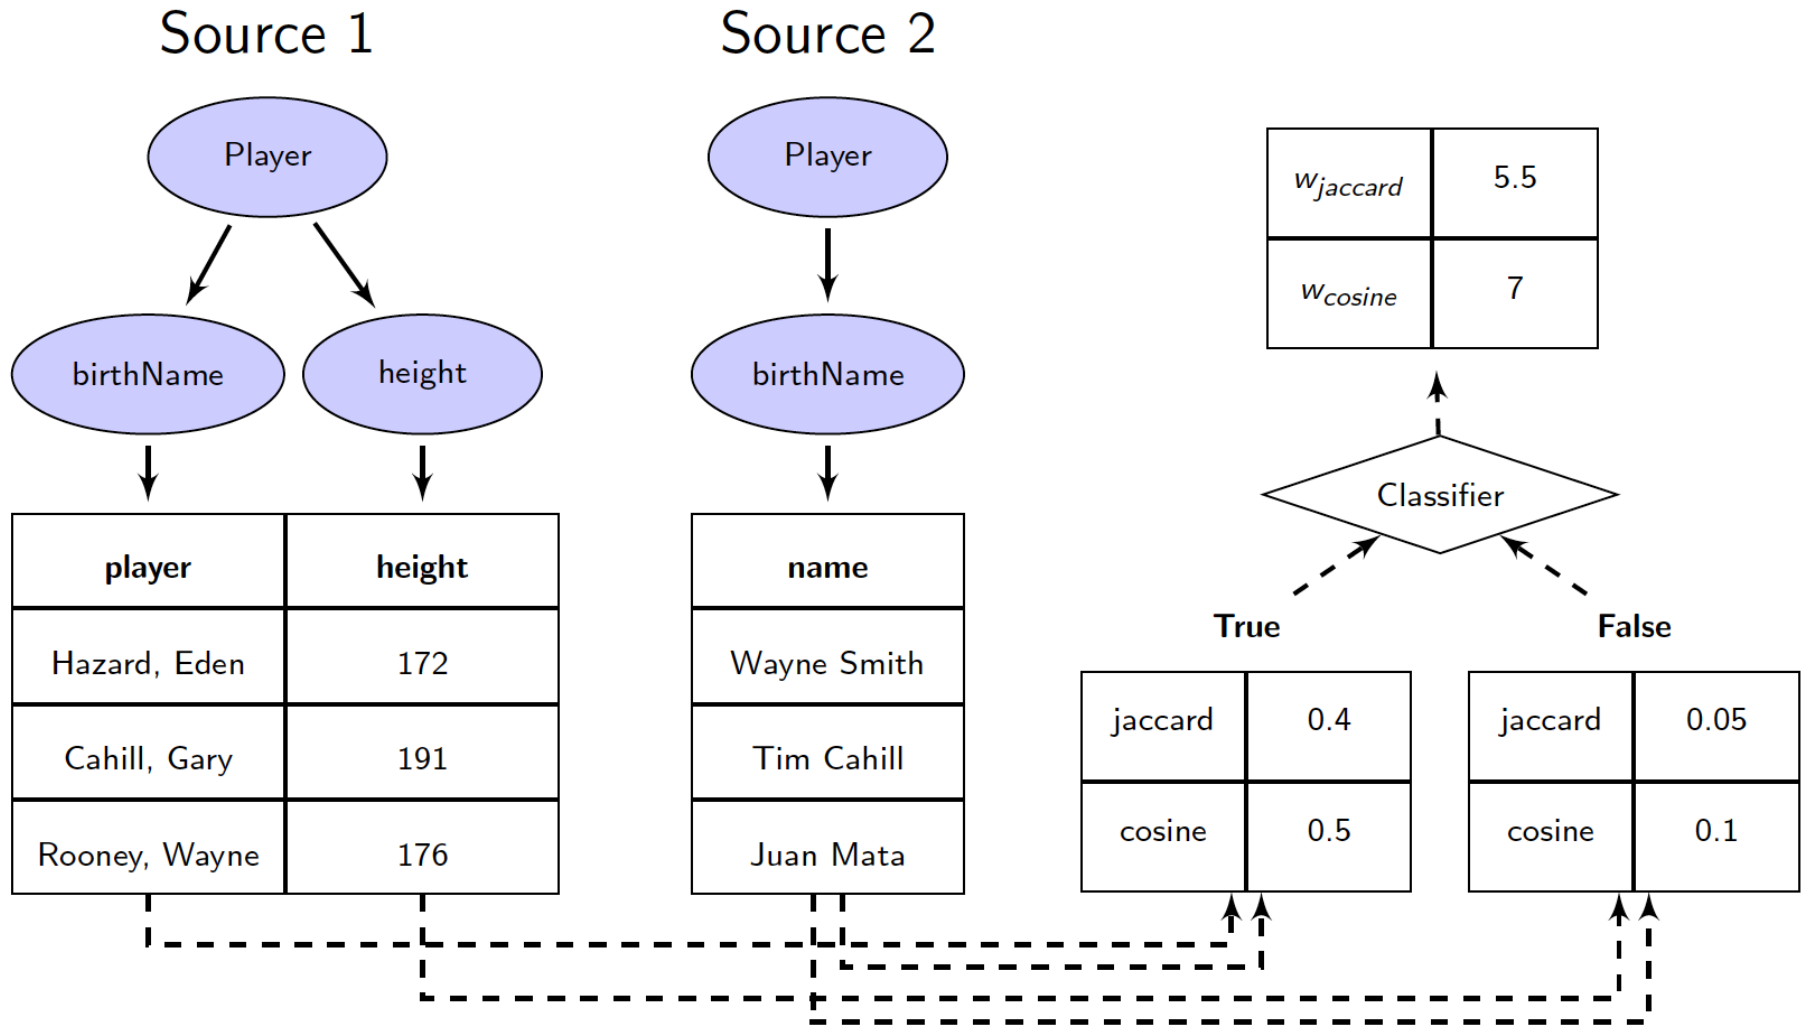 Source 1
Source 2
Player
Player
birthName
height
birthName
player
height
Hazard, Eden
172
Cahill, Gary
191
Rooney, Wayne
176
name
Wayne Smith
Tim Cahill
Juan Mata
w_jaccard
5.5
w_cosine
7
Classifier
True
False
jaccard
0.4
cosine
0.5
jaccard
0.05
cosine
0.1